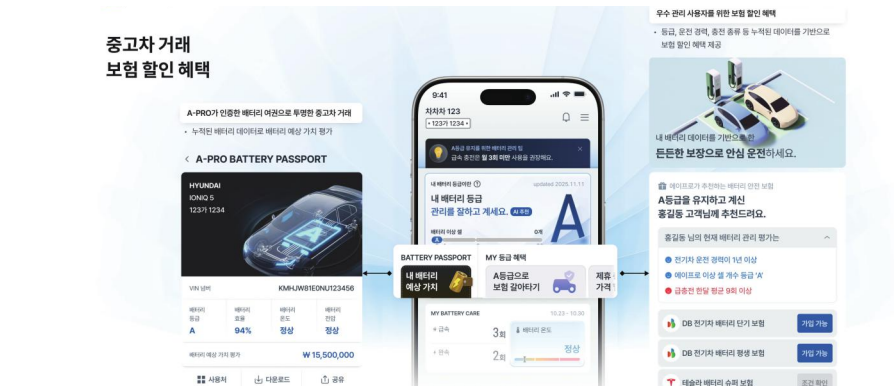 중고차 거래
보험 할인 혜택
A-PRO가 인증한 배터리 여권으로 투명한 중고차 거래
• 누적된 배터리 데이터로 배터리 예상 가치 평가
< A-PRO BATTERY PASSPORT
HYUNDAI
IONIQ 5
123가 1234
VIN 넘버 KMHJW81E0NU123456
배터리 등급 배터리 효율 배터리 온도 배터리 전압
A 94% 정상 정상
배터리 예상 가치 평가 ₩ 15,500,000
다운로드 공유
9:41
차차차 123
• 123가 1234 •
A등급 유지를 위한 배터리 관리 팁
급속 충전은 월 3회 미만 사용을 권장해요.
내 배터리 등급이란 ? updated 2025.11.11
내 배터리 등급
관리를 잘하고 계세요. AI 추천
A
배터리 이상 셀 0개
A
BATTERY PASSPORT MY 등급 혜택
내 배터리
예상 가치
A등급으로
보험 갈아타기
제휴
가격
MY BATTERY CARE 10.23 - 10.30
급속 3회
완속 2회
배터리 온도
정상
우수 관리 사용자를 위한 보험 할인 혜택
• 등급, 운전 경력, 충전 종류 등 누적된 데이터를 기반으로
보험 할인 혜택 제공
내 배터리 데이터를 기반으로 한
든든한 보장으로 안심 운전하세요.
에이프로가 추천하는 배터리 안전 보험
A등급을 유지하고 계신
홍길동 고객님께 추천드려요.
홍길동 님의 현재 배터리 관리 평가는
전기차 운전 경력이 1년 이상
에이프로 이상 셀 개수 등급 'A'
급충전 한달 평균 9회 이상
DB 전기차 배터리 단기 보험 가입 가능
DB 전기차 배터리 평생 보험 가입 가능
테슬라 배터리 슈퍼 보험 조건 확인